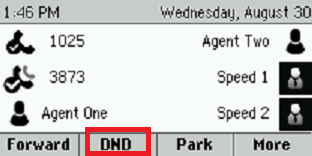 1:46 PM Wednesday, August 30
1025 Agent Two
3873 Speed 1
Agent One Speed 2
Forward DND Park More